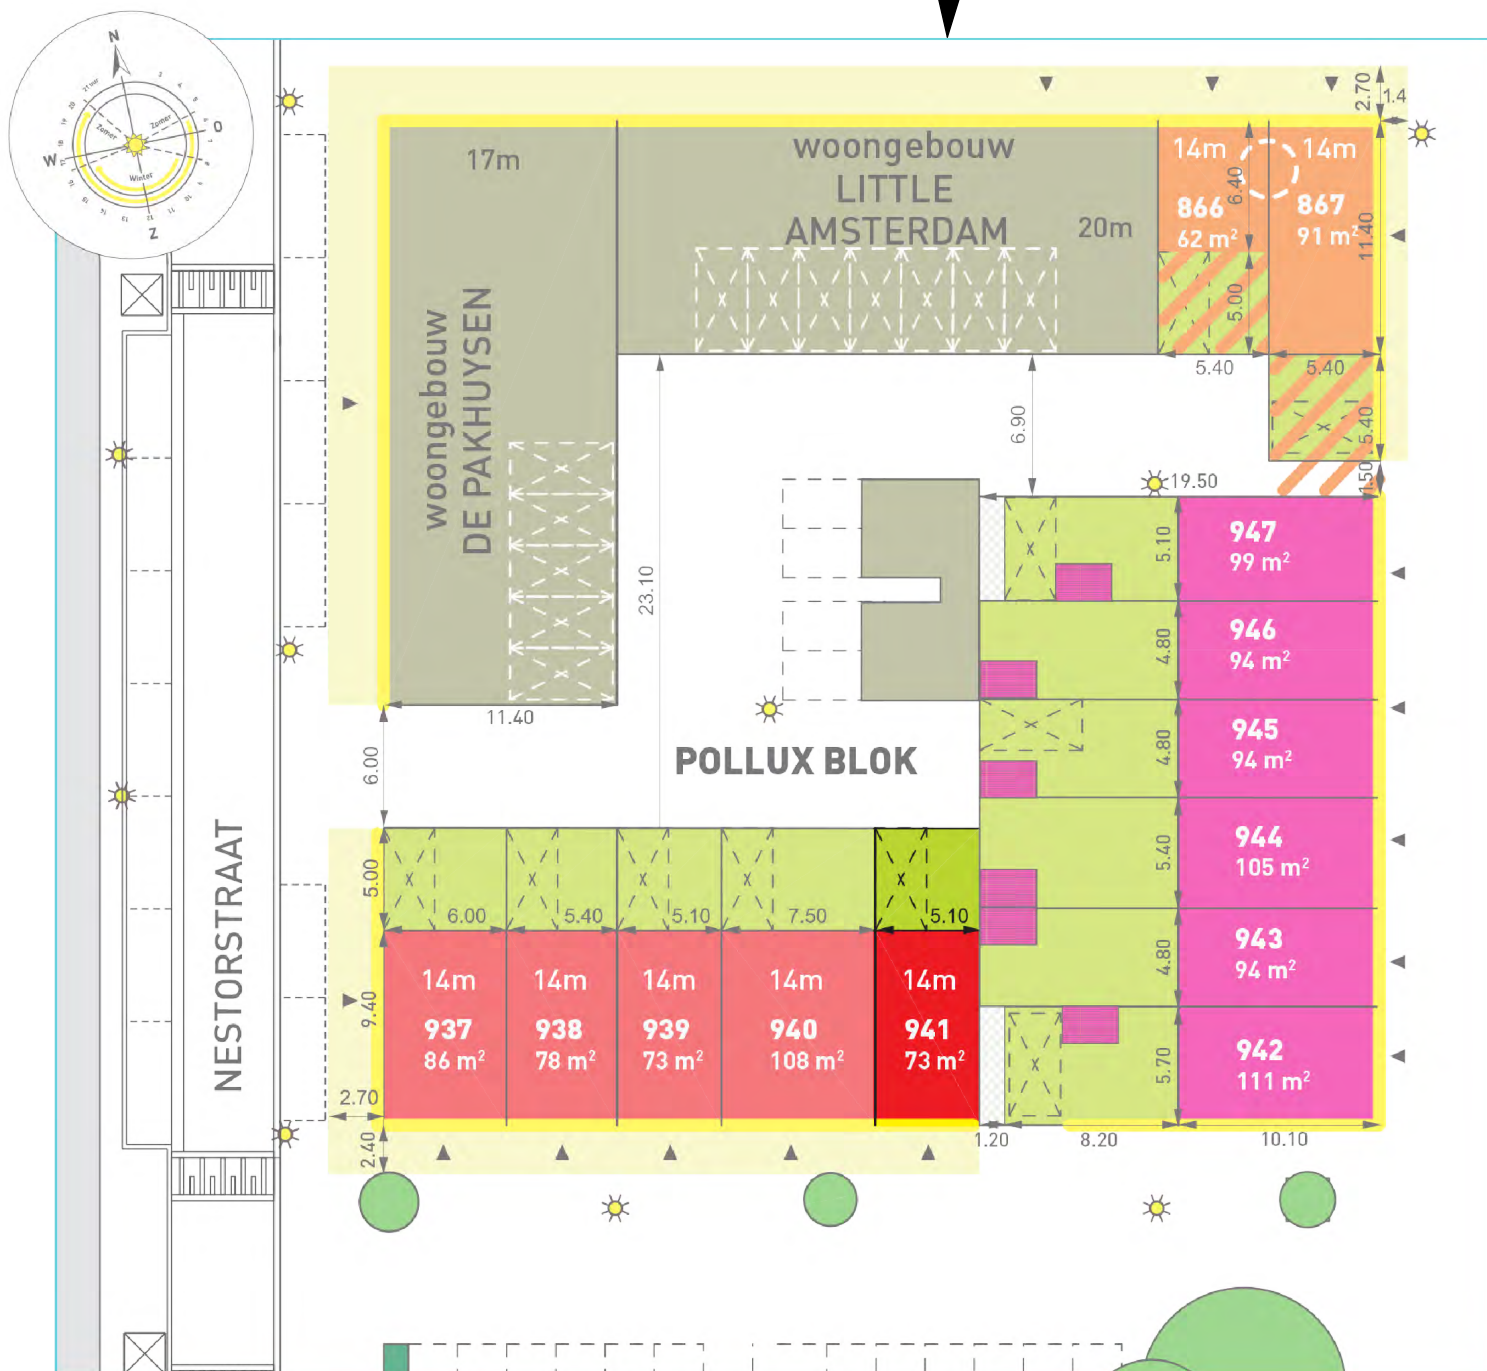 N
O
Z
W
Zomer
Zomer
Winter
21 uur
2.70
1.4
17m
woongebouw
LITTLE
AMSTERDAM
20m
14m
14m
866
62 m²
867
91 m²
6.40
11.40
5.00
5.40
5.40
5.40
1.50
woongebouw
DE PAKHUYSEN
6.90
19.50
23.10
11.40
6.00
POLLUX BLOK
NESTORSTRAAT
5.10
947
99 m²
4.80
946
94 m²
4.80
945
94 m²
5.40
944
105 m²
4.80
943
94 m²
5.70
942
111 m²
5.00
6.00
5.40
5.10
7.50
5.10
9.40
14m
937
86 m²
14m
938
78 m²
14m
939
73 m²
14m
940
108 m²
14m
941
73 m²
2.70
2.40
1.20
8.20
10.10